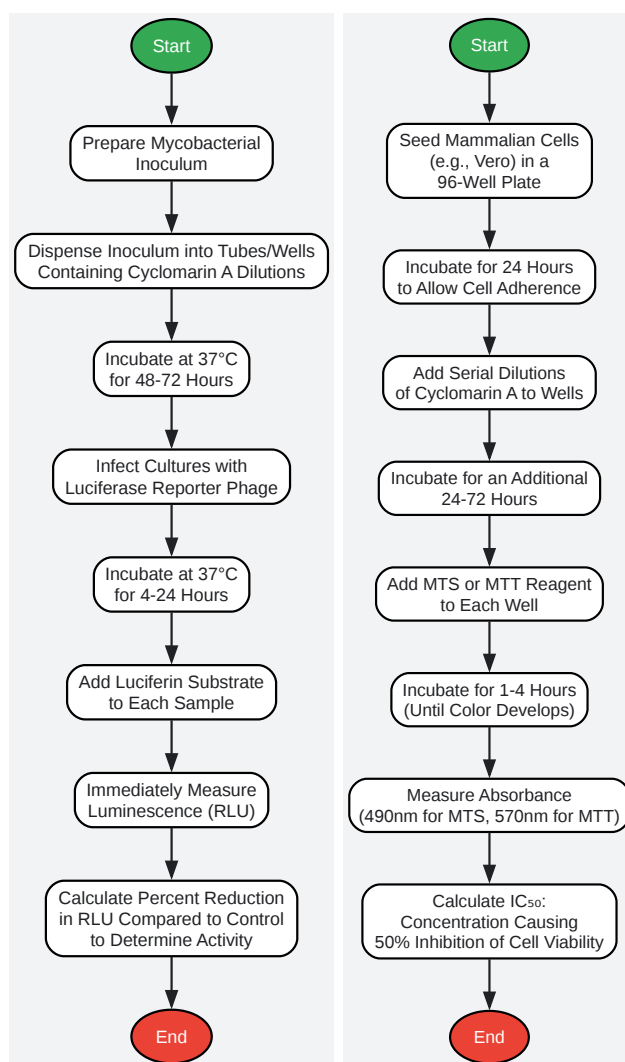 Start
Prepare Mycobacterial
Inoculum
Dispense Inoculum into Tubes/Wells
Containing Cyclomarin A Dilutions
Incubate at 37°C
for 48-72 Hours
Infect Cultures with
Luciferase Reporter Phage
Incubate at 37°C
for 4-24 Hours
Add Luciferin Substrate
to Each Sample
Immediately Measure
Luminescence (RLU)
Calculate Percent Reduction
in RLU Compared to Control
to Determine Activity
End
Start
Seed Mammalian Cells
(e.g., Vero) in a
96-Well Plate
Incubate for 24 Hours
to Allow Cell Adherence
Add Serial Dilutions
of Cyclomarin A to Wells
Incubate for an Additional
24-72 Hours
Add MTS or MTT Reagent
to Each Well
Incubate for 1-4 Hours
(Until Color Develops)
Measure Absorbance
(490nm for MTS, 570nm for MTT)
Calculate IC₅₀:
Concentration Causing
50% Inhibition of Cell Viability
End